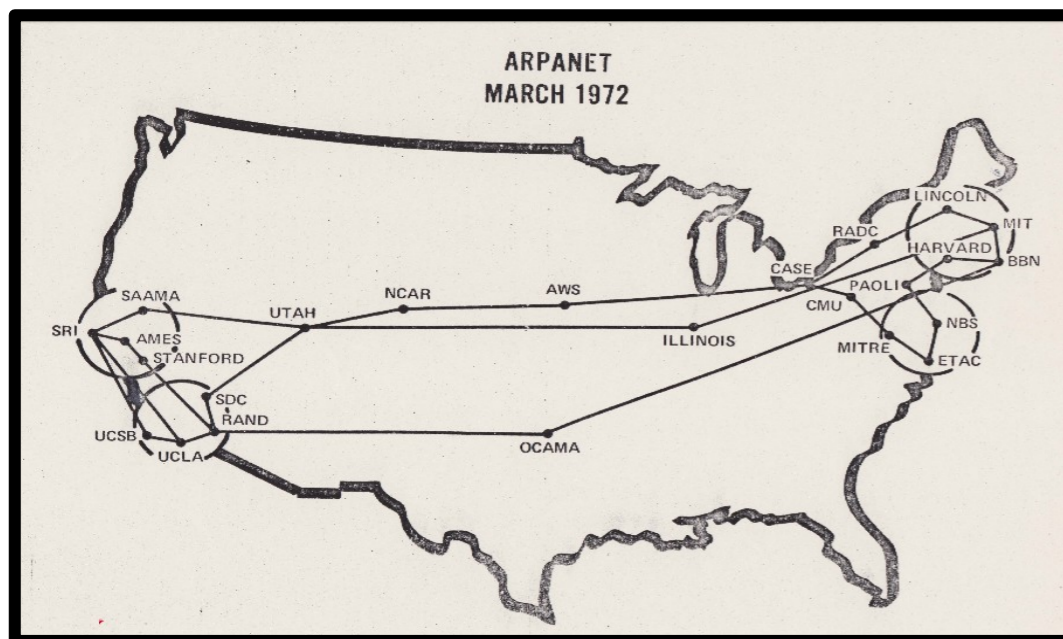 ARPANET
MARCH 1972
LINCOLN
MIT
RADC
HARVARD
BBN
CASE
PAOLI
SAAMA
NCAR
AWS
CMU
UTAH
SRI
AMES
NBS
ILLINOIS
MITRE
STANFORD
ETAC
SDC
RAND
UCSB
OCAMA
UCLA